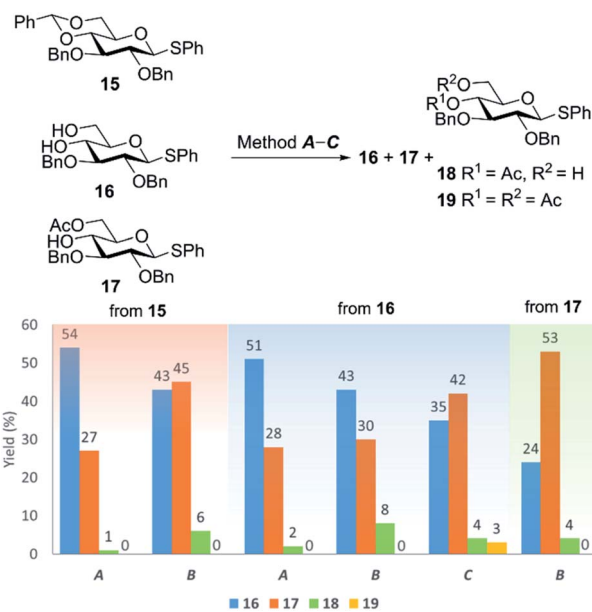 Ph O O O SPh
BnO OBn
15
HO HO O SPh
BnO OBn
16
AcO HO O SPh
BnO OBn
17
Method A–C
16 + 17 +
R²O R¹O O SPh
BnO OBn
18 R¹ = Ac, R² = H
19 R¹ = R² = Ac
from 15
from 16
from 17
Yield (%)
60
50
40
30
20
10
0
54 27 1 0
43 45 6 0
51 28 2 0
43 30 8 0
35 42 4 3
24 53 4 0
A B A B C B
16 17 18 19